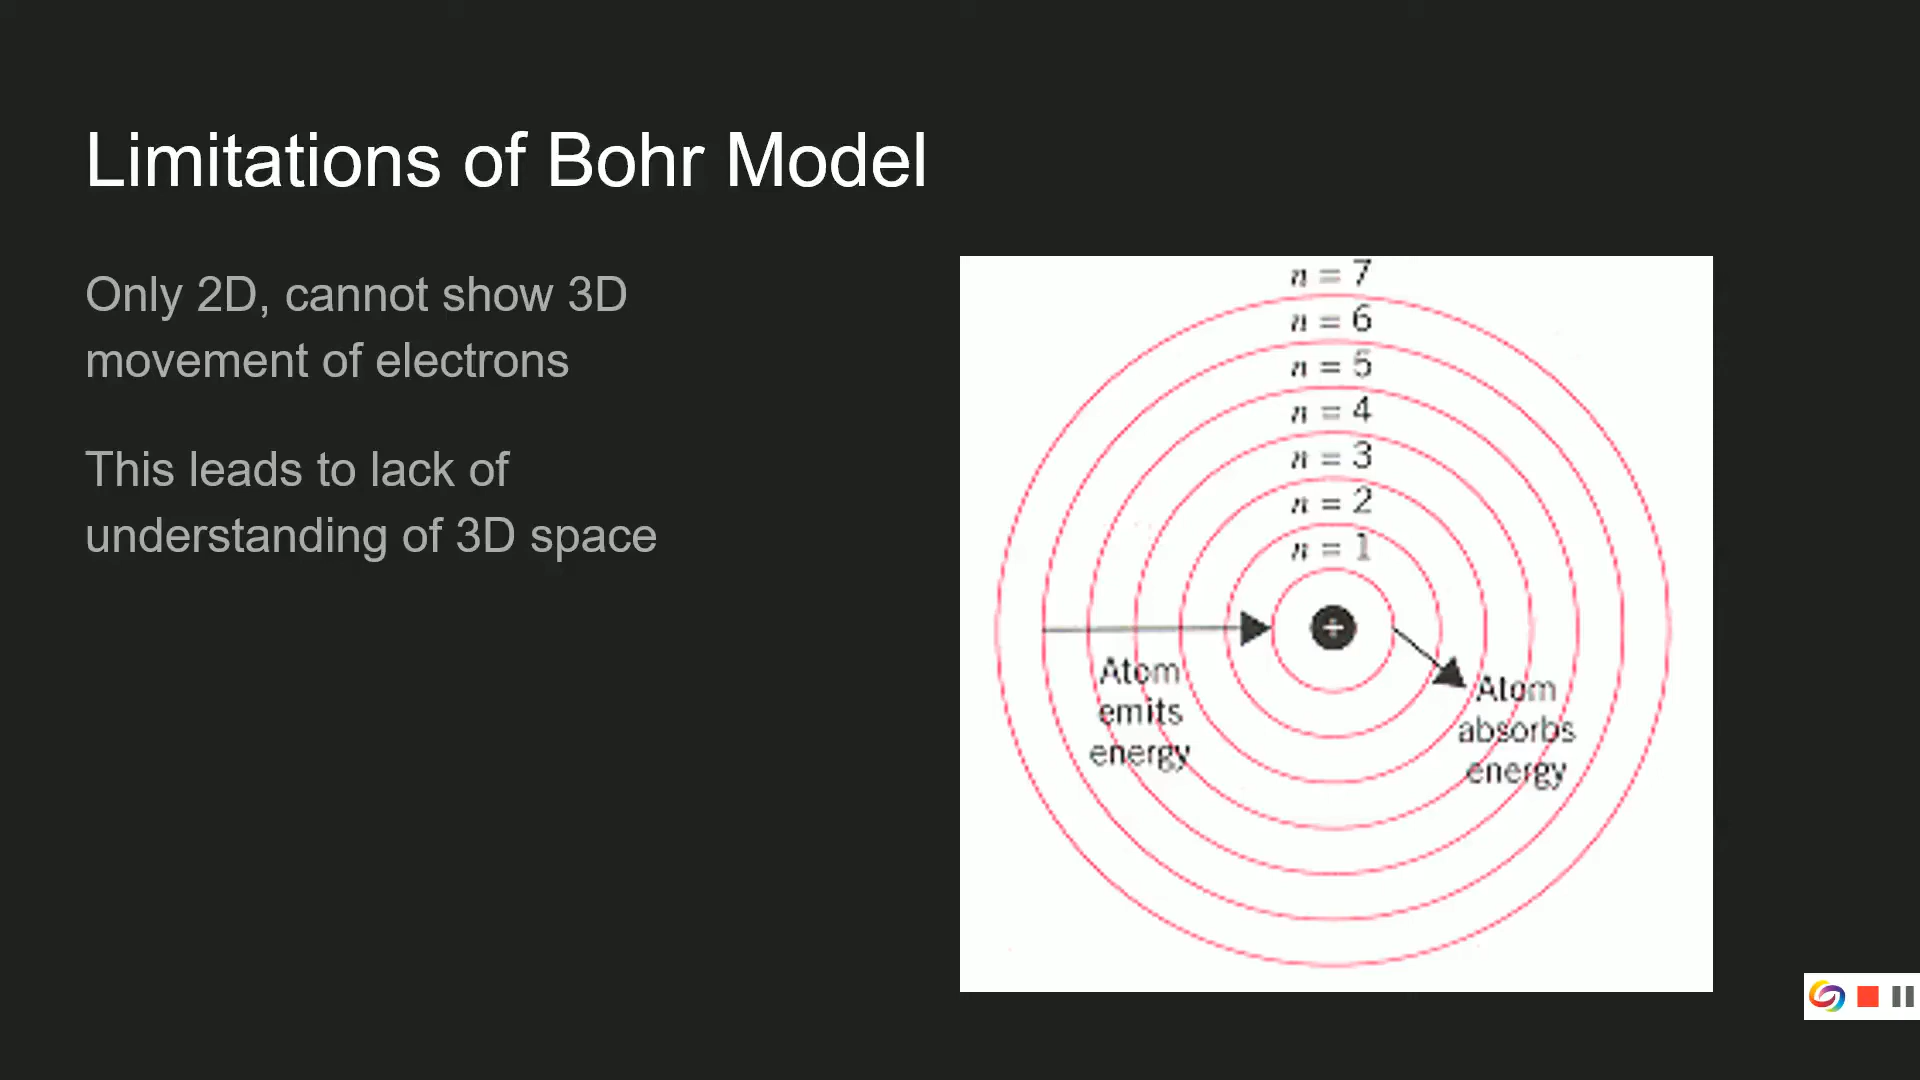 Limitations of Bohr Model
Only 2D, cannot show 3D
movement of electrons
This leads to lack of
understanding of 3D space
n = 7
n = 6
n = 5
n = 4
n = 3
n = 2
n = 1
+
Atom
emits
energy
Atom
absorbs
energy